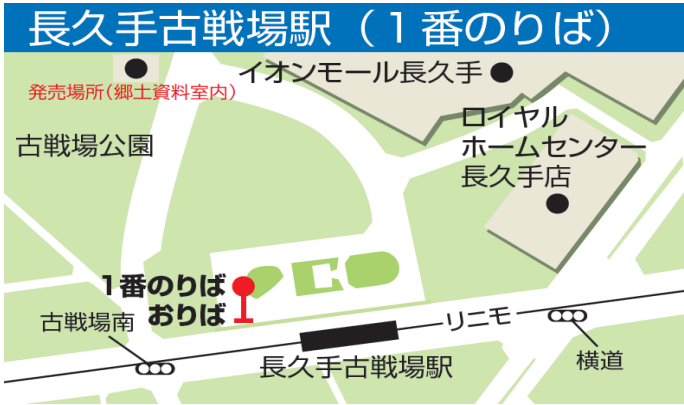 長久手古戦場駅（１番のりば）
イオンモール長久手
発売場所(郷土資料室内)
ロイヤル
ホームセンター
長久手店
古戦場公園
1番のりば
おりば
古戦場南
リニモ
長久手古戦場駅
横道